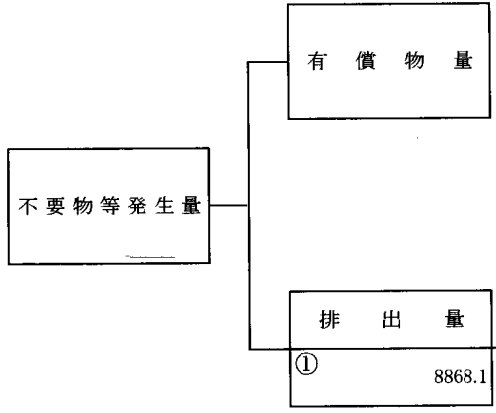 有償物量
不要物等発生量
排出量
①
8868.1